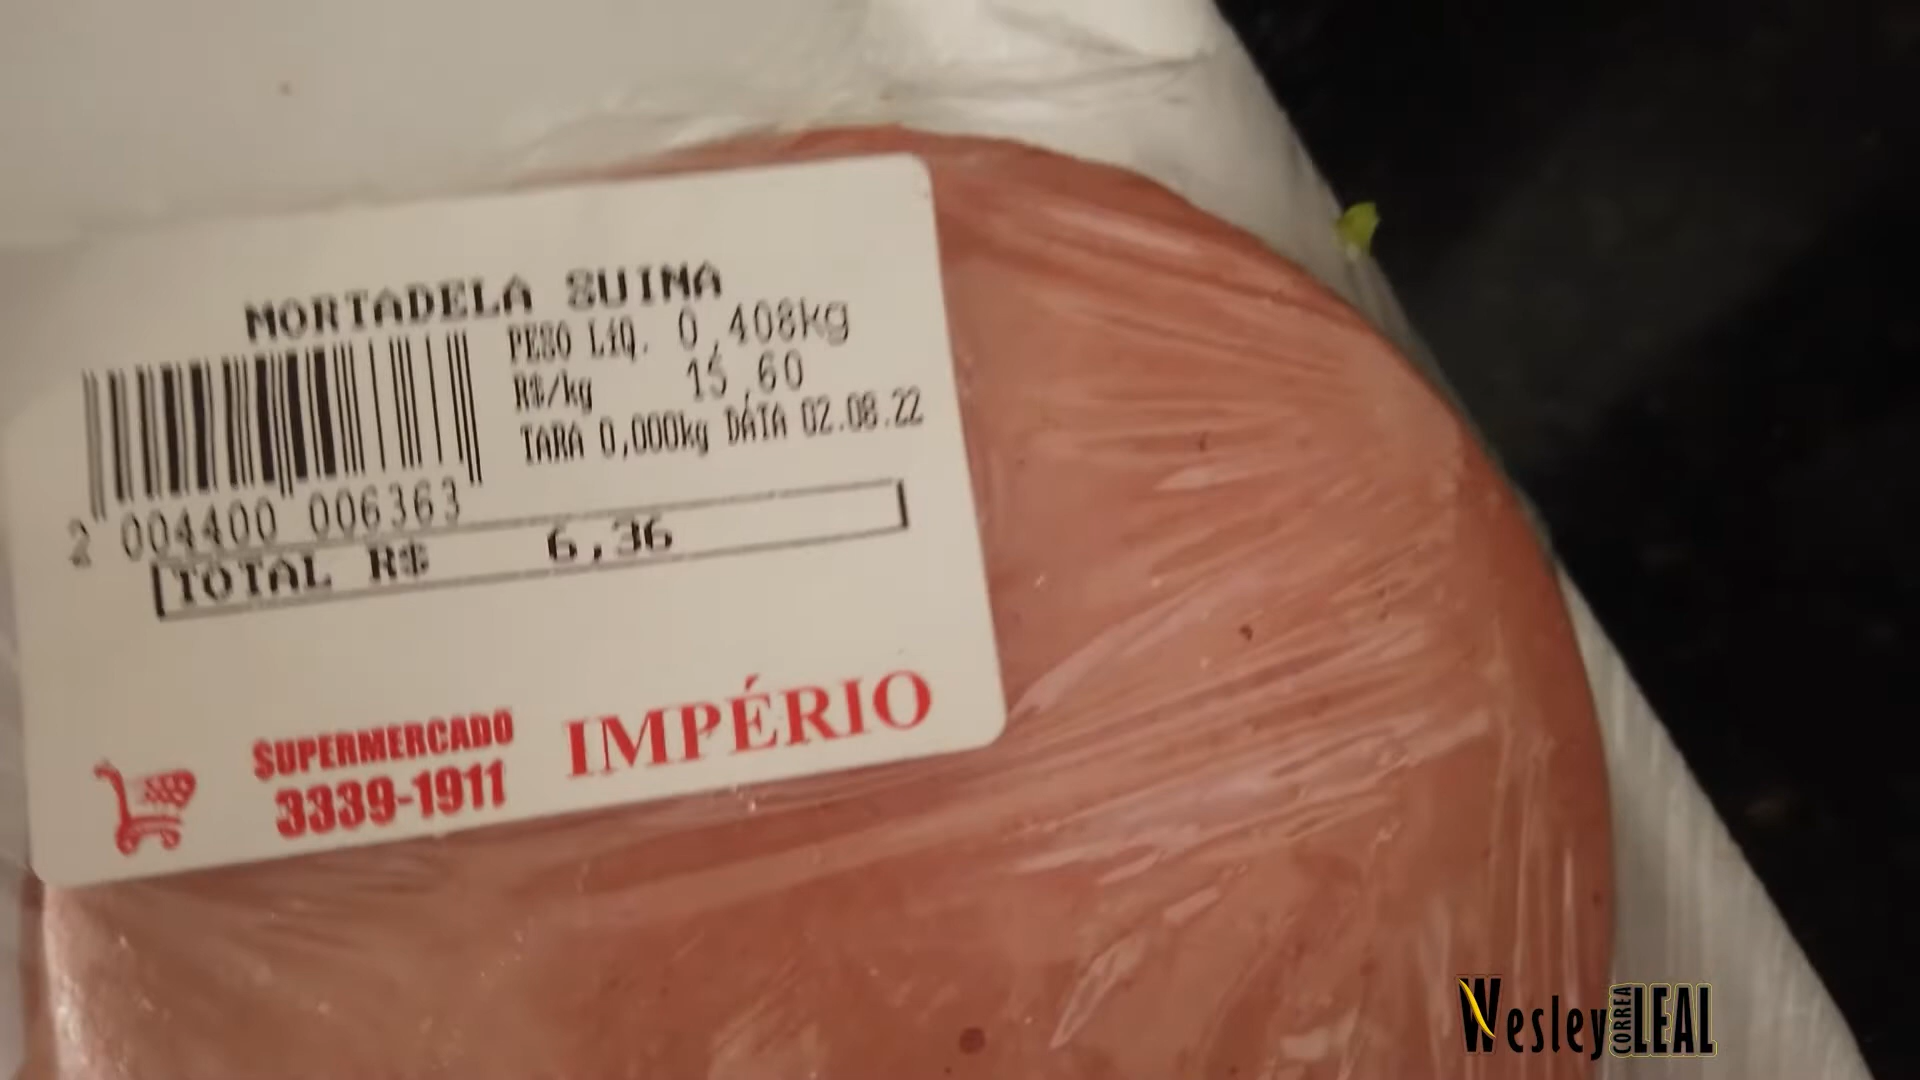 MORTADELA SUINA
PESO LíQ. 0,408kg
R$/kg 15,60
TARA 0,000kg DATA 02.08.22
2 004400 006363
TOTAL R$ 6,36
SUPERMERCADO
3339-1911
IMPÉRIO
Wesley CORREA LEAL